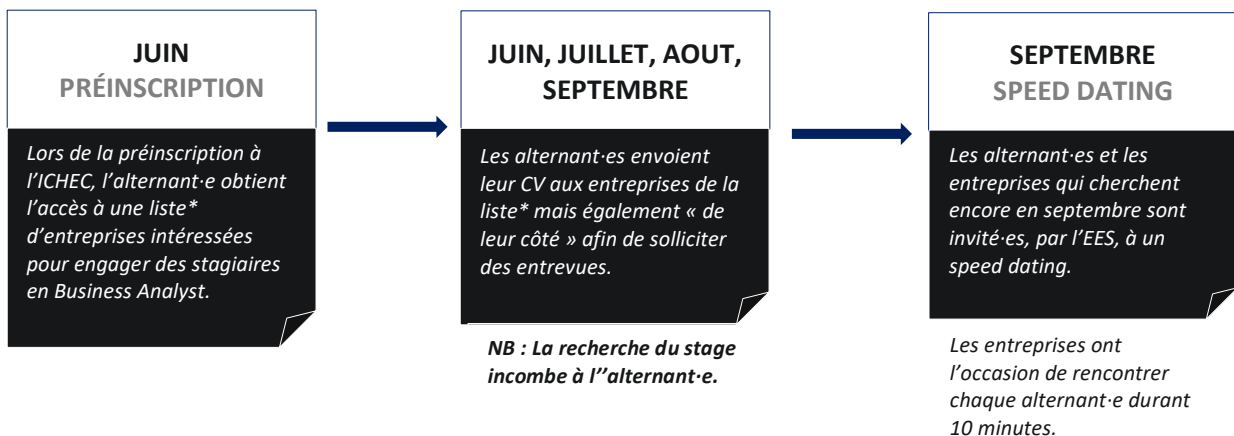 JUIN
PRÉINSCRIPTION
Lors de la préinscription à
l’ICHEC, l’alternant·e obtient
l’accès à une liste*
d’entreprises intéressées
pour engager des stagiaires
en Business Analyst.
JUIN, JUILLET, AOUT,
SEPTEMBRE
Les alternant·es envoient
leur CV aux entreprises de la
liste* mais également « de
leur côté » afin de solliciter
des entrevues.
NB : La recherche du stage
incombe à l’’alternant·e.
SEPTEMBRE
SPEED DATING
Les alternant·es et les
entreprises qui cherchent
encore en septembre sont
invité·es, par l’EES, à un
speed dating.
Les entreprises ont
l’occasion de rencontrer
chaque alternant·e durant
10 minutes.